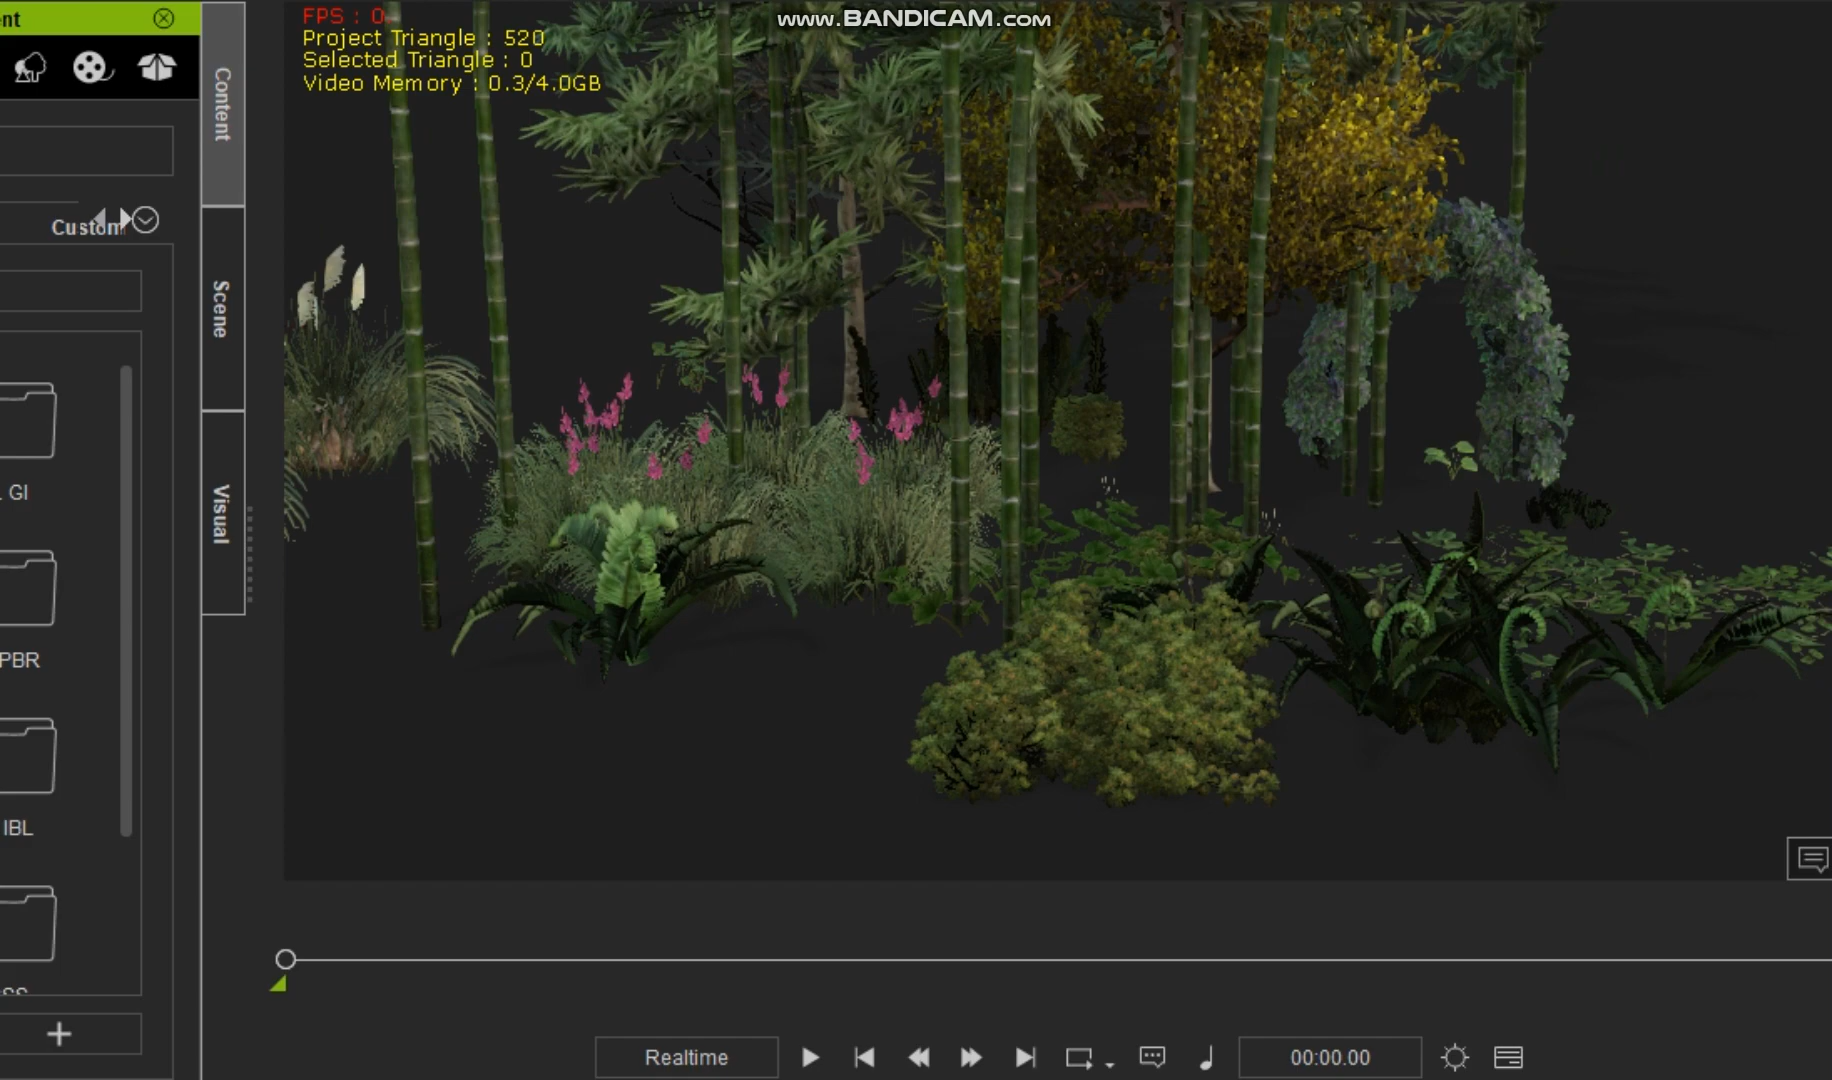 nt
FPS : 0
www.BANDICAM.com
Project Triangle : 520
Selected Triangle : 0
Video Memory : 0.3/4.0GB
Content
Custom
Scene
Visual
GI
PBR
IBL
Realtime
00:00.00